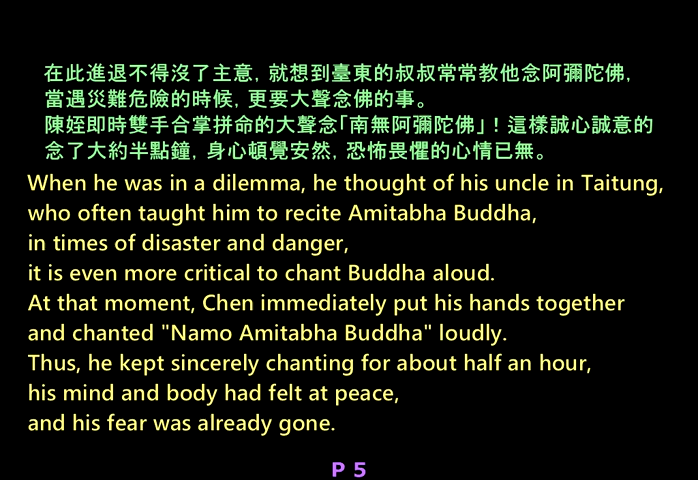 在此進退不得沒了主意, 就想到臺東的叔叔常常教他念阿彌陀佛,
當遇災難危險的時候, 更要大聲念佛的事。
陳姪即時雙手合掌拼命的大聲念「南無阿彌陀佛」! 這樣誠心誠意的
念了大約半點鐘, 身心頓覺安然, 恐怖畏懼的心情已無。
When he was in a dilemma, he thought of his uncle in Taitung,
who often taught him to recite Amitabha Buddha,
in times of disaster and danger,
it is even more critical to chant Buddha aloud.
At that moment, Chen immediately put his hands together
and chanted "Namo Amitabha Buddha" loudly.
Thus, he kept sincerely chanting for about half an hour,
his mind and body had felt at peace,
and his fear was already gone.
P 5